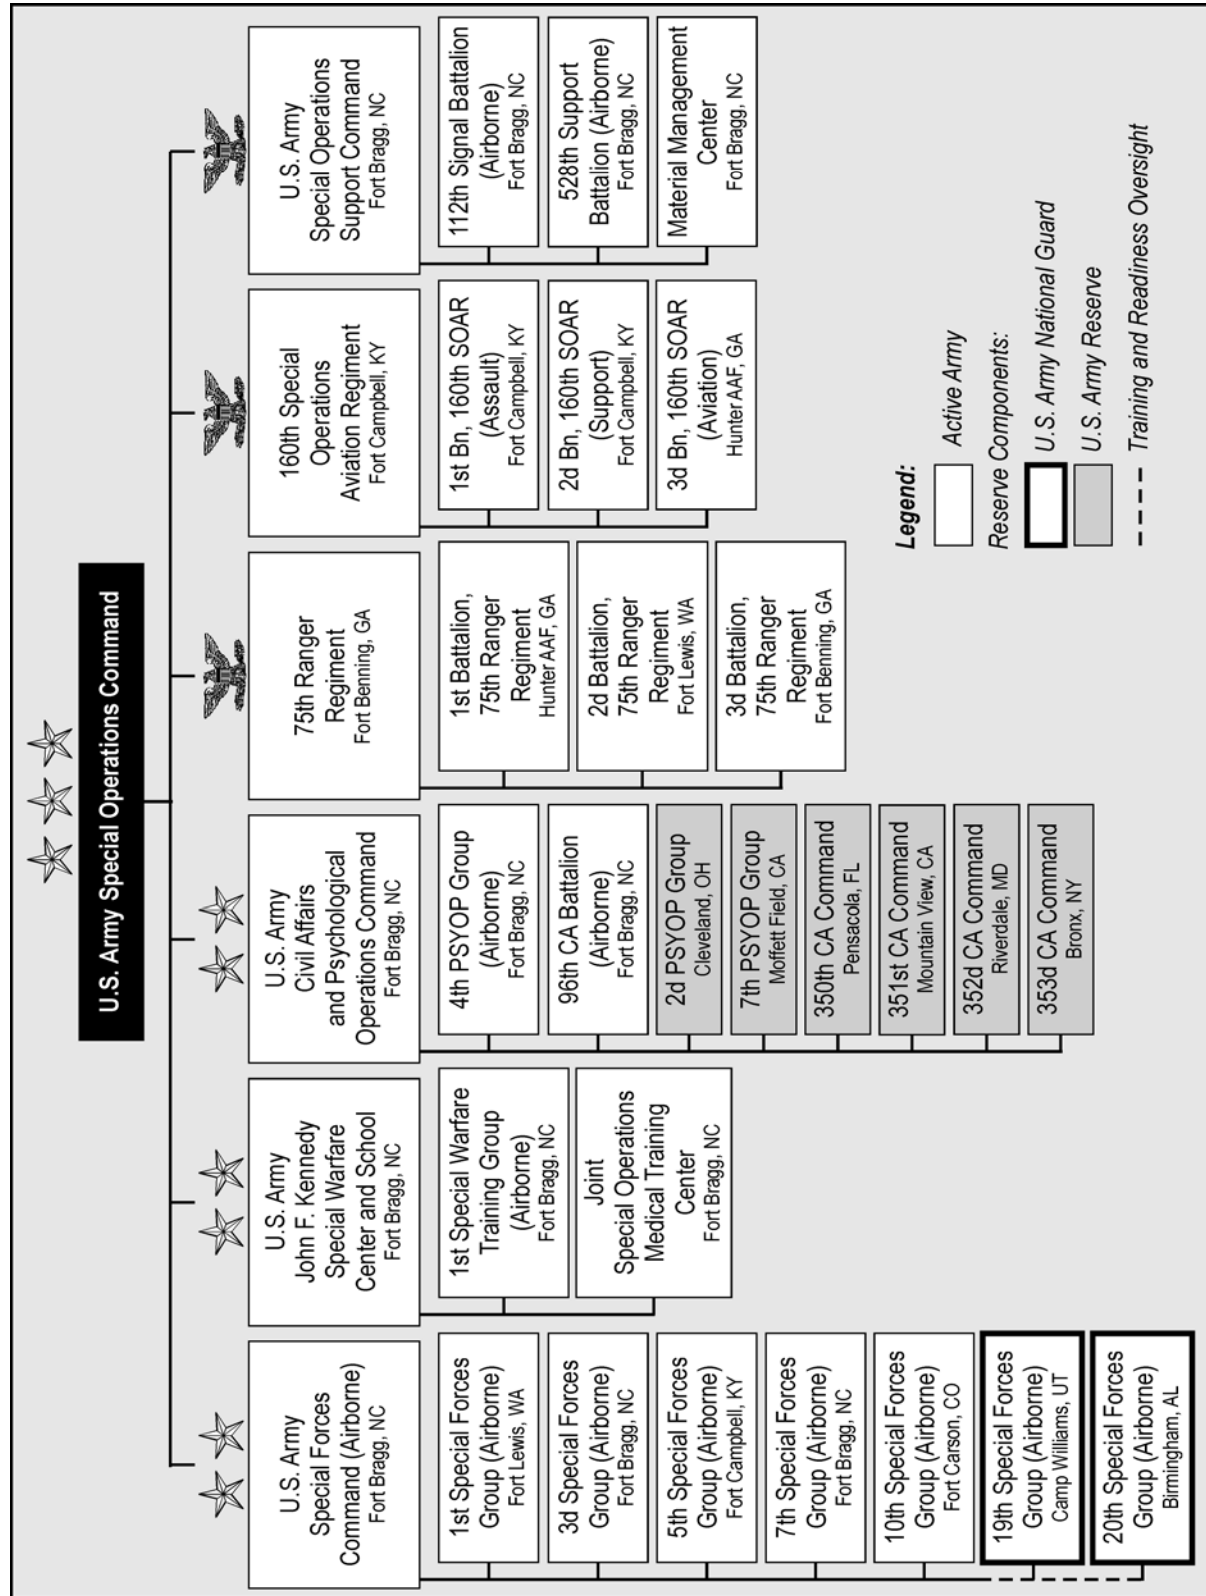 U.S. Army Special Operations Command
U.S. Army
Special Forces
Command (Airborne)
Fort Bragg, NC
1st Special Forces
Group (Airborne)
Fort Lewis, WA
3d Special Forces
Group (Airborne)
Fort Bragg, NC
5th Special Forces
Group (Airborne)
Fort Campbell, KY
7th Special Forces
Group (Airborne)
Fort Bragg, NC
10th Special Forces
Group (Airborne)
Fort Carson, CO
19th Special Forces
Group (Airborne)
Camp Williams, UT
20th Special Forces
Group (Airborne)
Birmingham, AL
U.S. Army
John F. Kennedy
Special Warfare
Center and School
Fort Bragg, NC
1st Special Warfare
Training Group
(Airborne)
Fort Bragg, NC
Joint
Special Operations
Medical Training
Center
Fort Bragg, NC
U.S. Army
Civil Affairs
and Psychological
Operations Command
Fort Bragg, NC
4th PSYOP Group
(Airborne)
Fort Bragg, NC
96th CA Battalion
(Airborne)
Fort Bragg, NC
2d PSYOP Group
Cleveland, OH
7th PSYOP Group
Moffett Field, CA
350th CA Command
Pensacola, FL
351st CA Command
Mountain View, CA
352d CA Command
Riverdale, MD
353d CA Command
Bronx, NY
75th Ranger
Regiment
Fort Benning, GA
1st Battalion,
75th Ranger
Regiment
Hunter AAF, GA
2d Battalion,
75th Ranger
Regiment
Fort Lewis, WA
3d Battalion,
75th Ranger
Regiment
Fort Benning, GA
160th Special
Operations
Aviation Regiment
Fort Campbell, KY
1st Bn, 160th SOAR
(Assault)
Fort Campbell, KY
2d Bn, 160th SOAR
(Support)
Fort Campbell, KY
3d Bn, 160th SOAR
(Aviation)
Hunter AAF, GA
U.S. Army
Special Operations
Support Command
Fort Bragg, NC
112th Signal Battalion
(Airborne)
Fort Bragg, NC
528th Support
Battalion (Airborne)
Fort Bragg, NC
Material Management
Center
Fort Bragg, NC
Legend:
Active Army
Reserve Components:
U.S. Army National Guard
U.S. Army Reserve
Training and Readiness Oversight